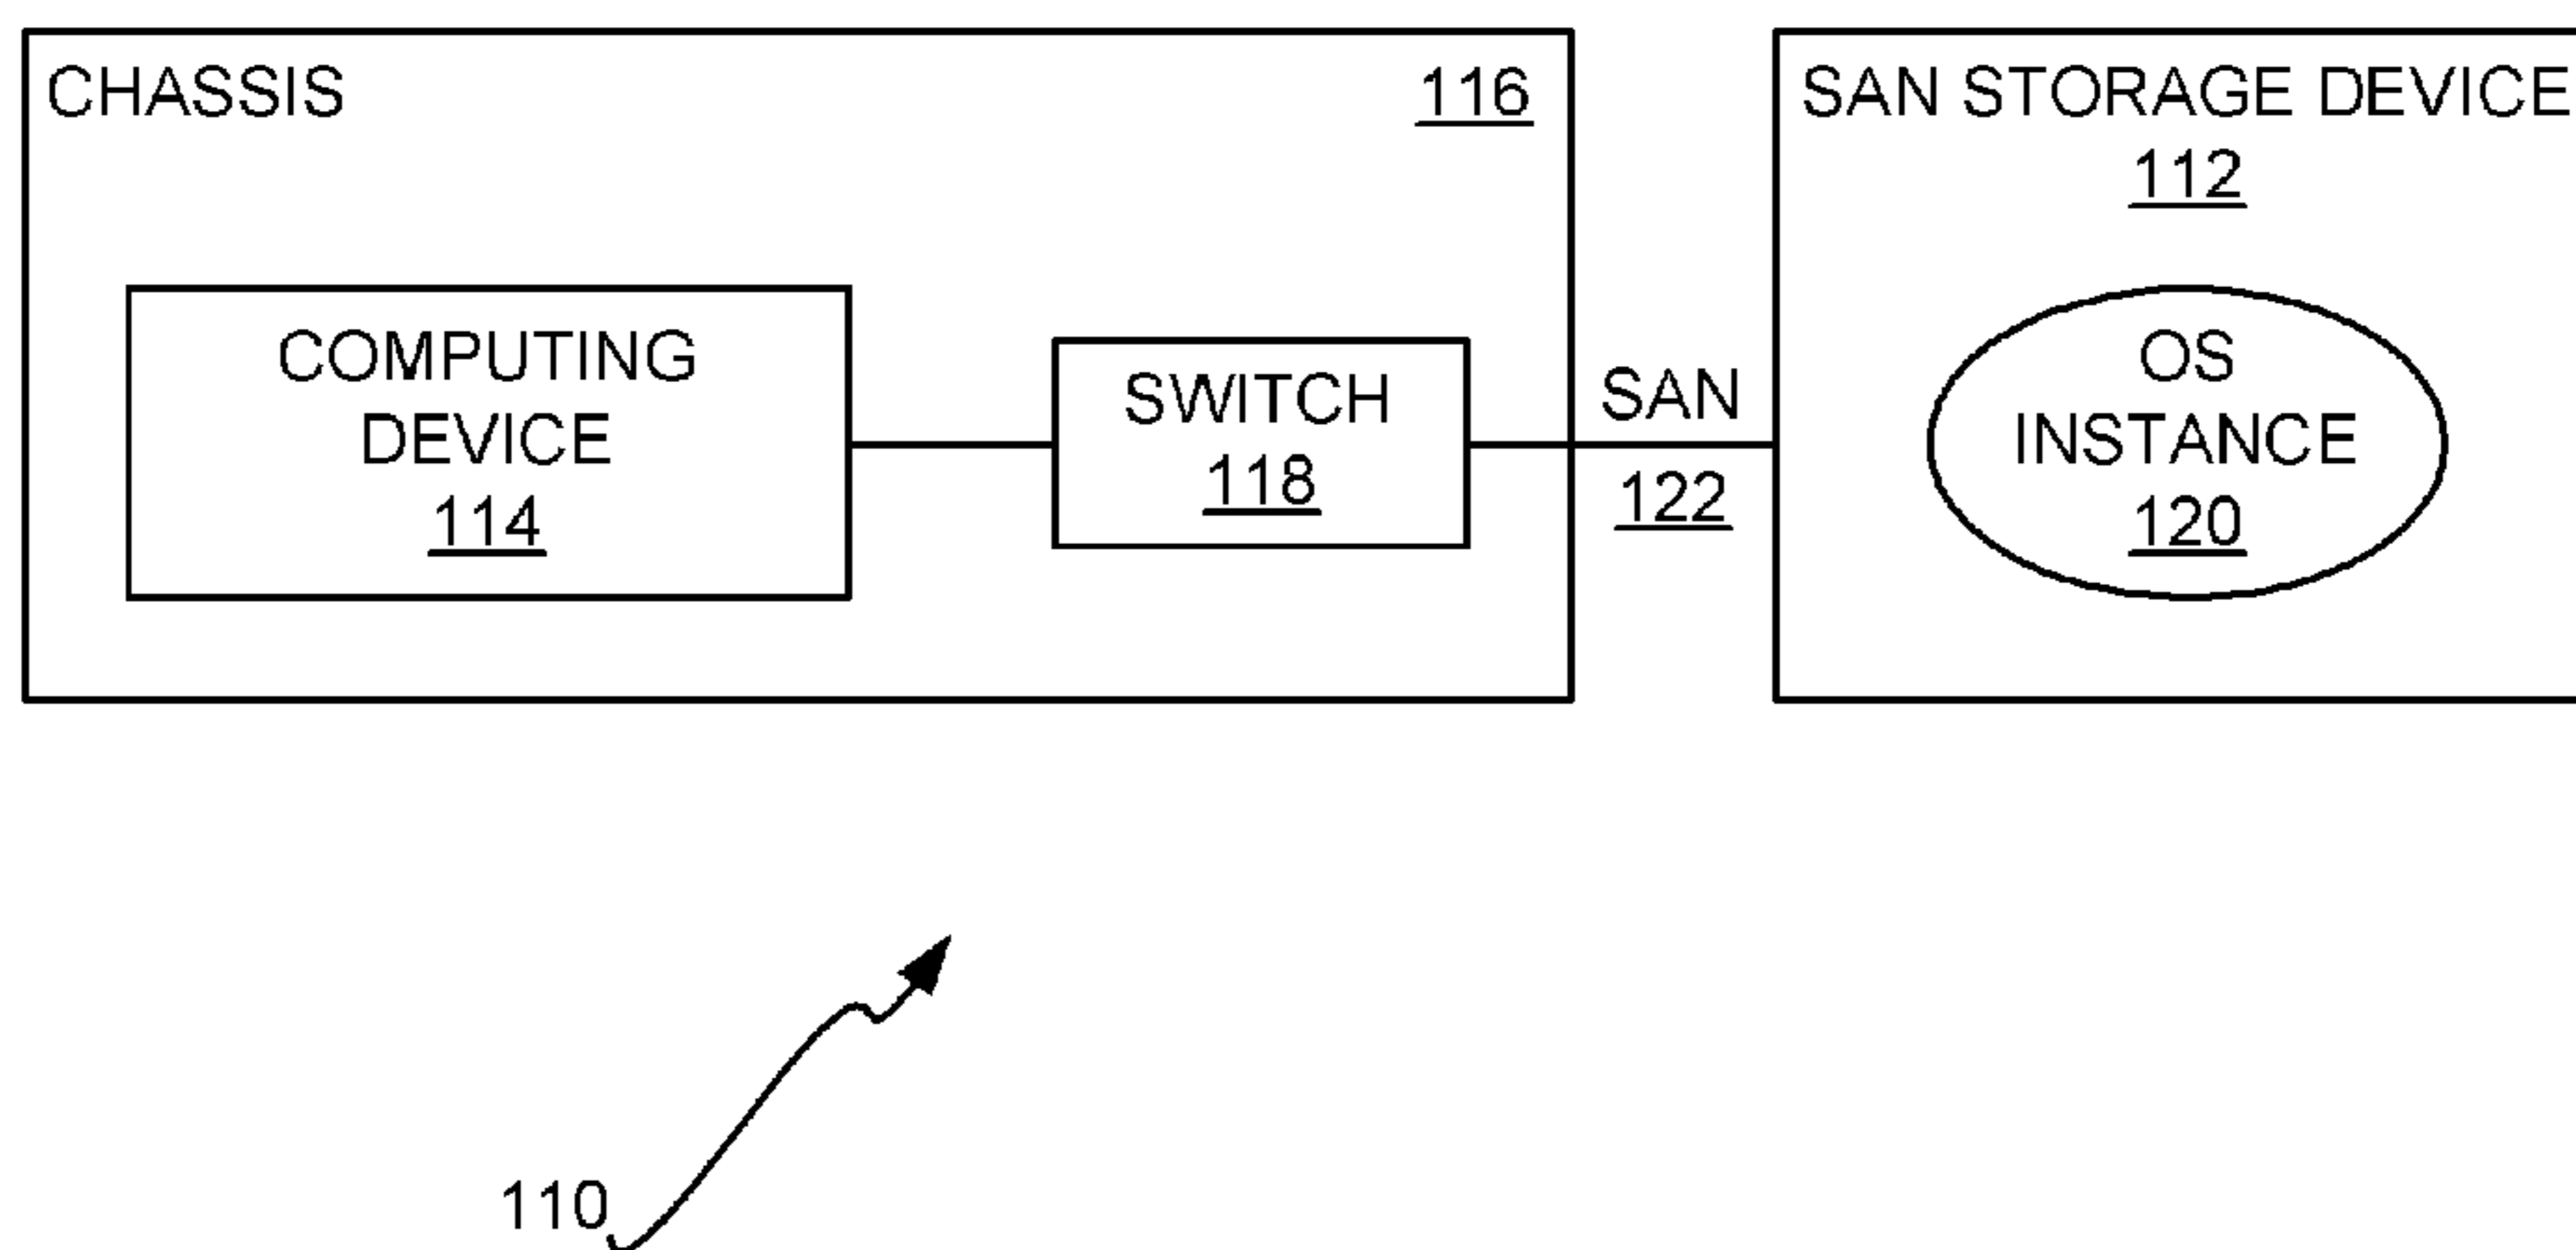 CHASSIS
116
COMPUTING
DEVICE
114
SWITCH
118
SAN
122
SAN STORAGE DEVICE
112
OS
INSTANCE
120
110